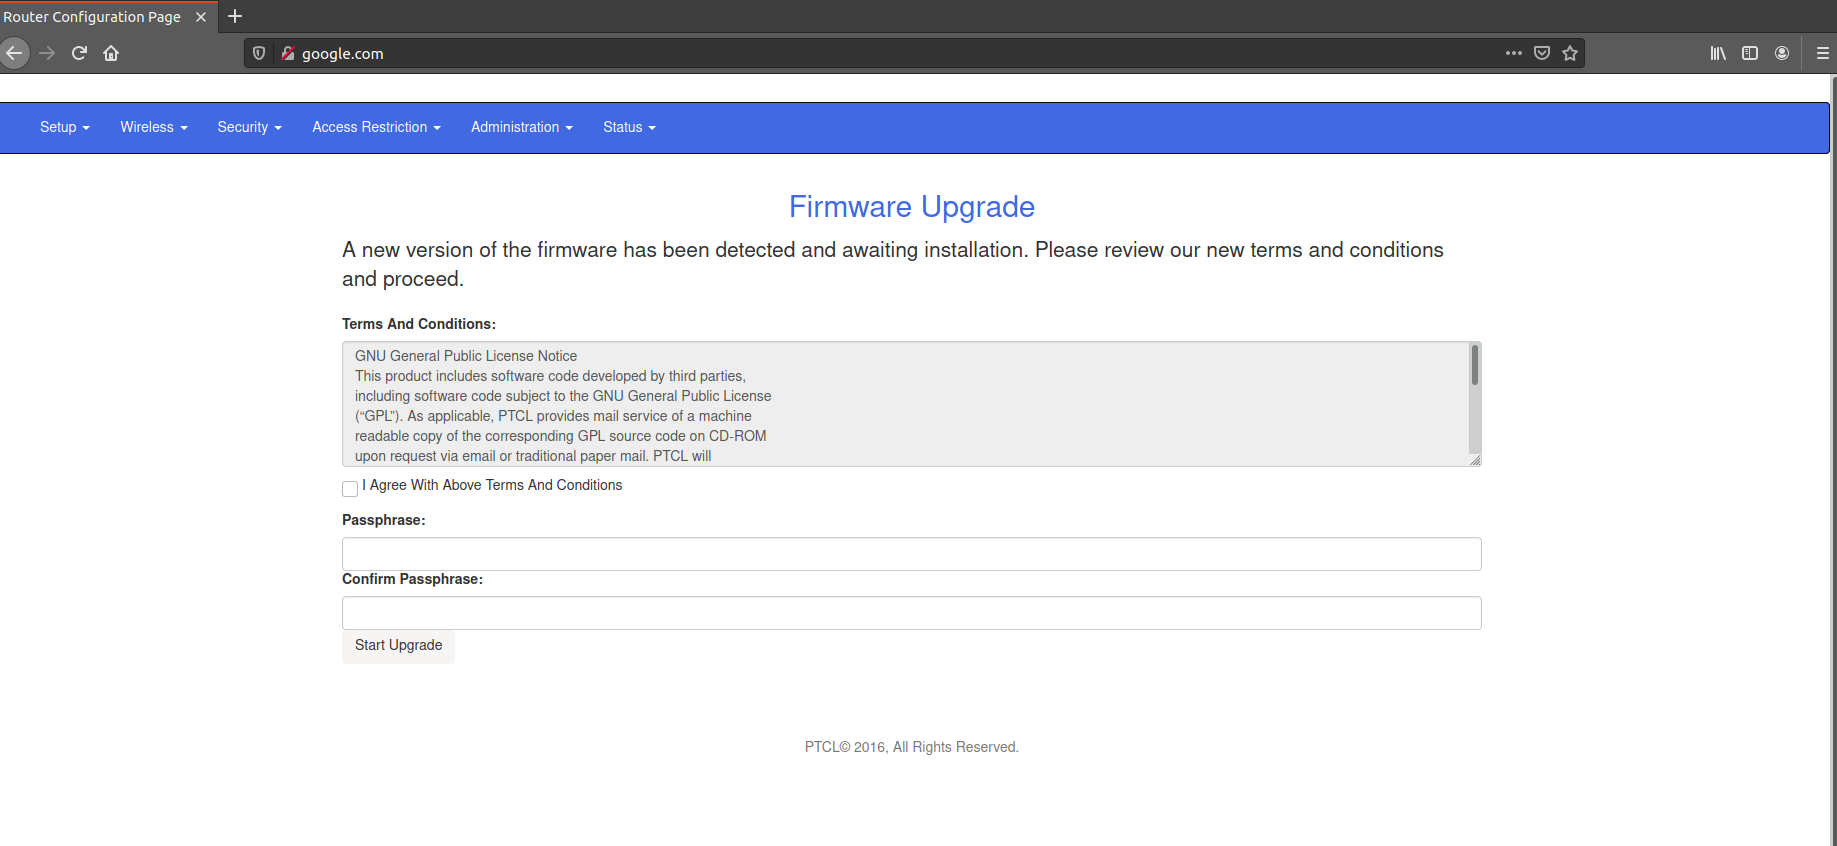 Router Configuration Page
google.com
Setup Wireless Security Access Restriction Administration Status
Firmware Upgrade
A new version of the firmware has been detected and awaiting installation. Please review our new terms and conditions
and proceed.
Terms And Conditions:
GNU General Public License Notice
This product includes software code developed by third parties,
including software code subject to the GNU General Public License
(“GPL”). As applicable, PTCL provides mail service of a machine
readable copy of the corresponding GPL source code on CD-ROM
upon request via email or traditional paper mail. PTCL will
I Agree With Above Terms And Conditions
Passphrase:
Confirm Passphrase:
Start Upgrade
PTCL© 2016, All Rights Reserved.